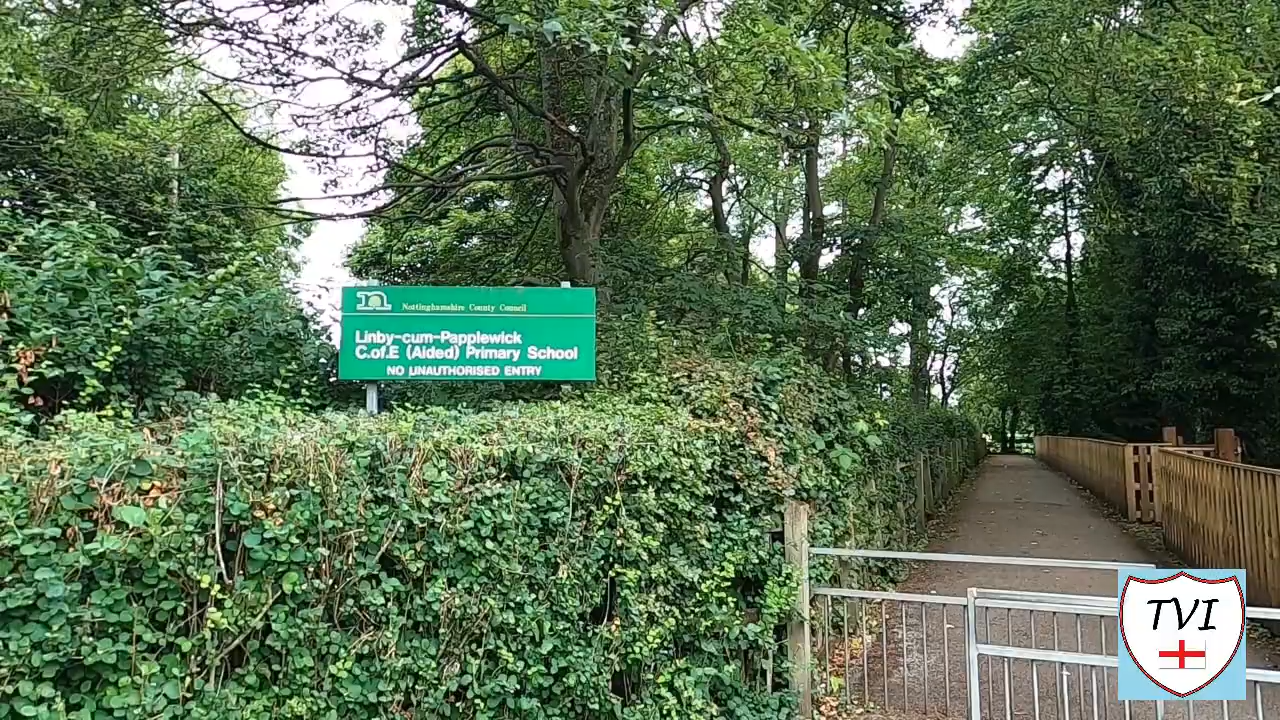 Nottinghamshire County Council
Linby-cum-Papplewick
C.of.E (Aided) Primary School
NO UNAUTHORISED ENTRY
TVI